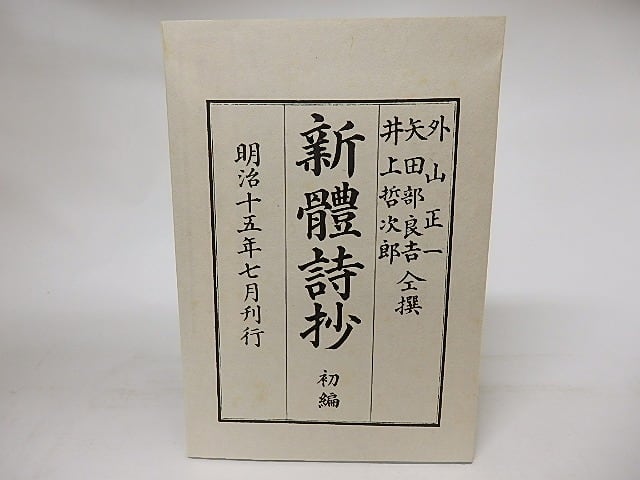 外山正一
矢田部良吉
井上哲次郎
仝撰
新體詩抄
初編
明治十五年七月刊行